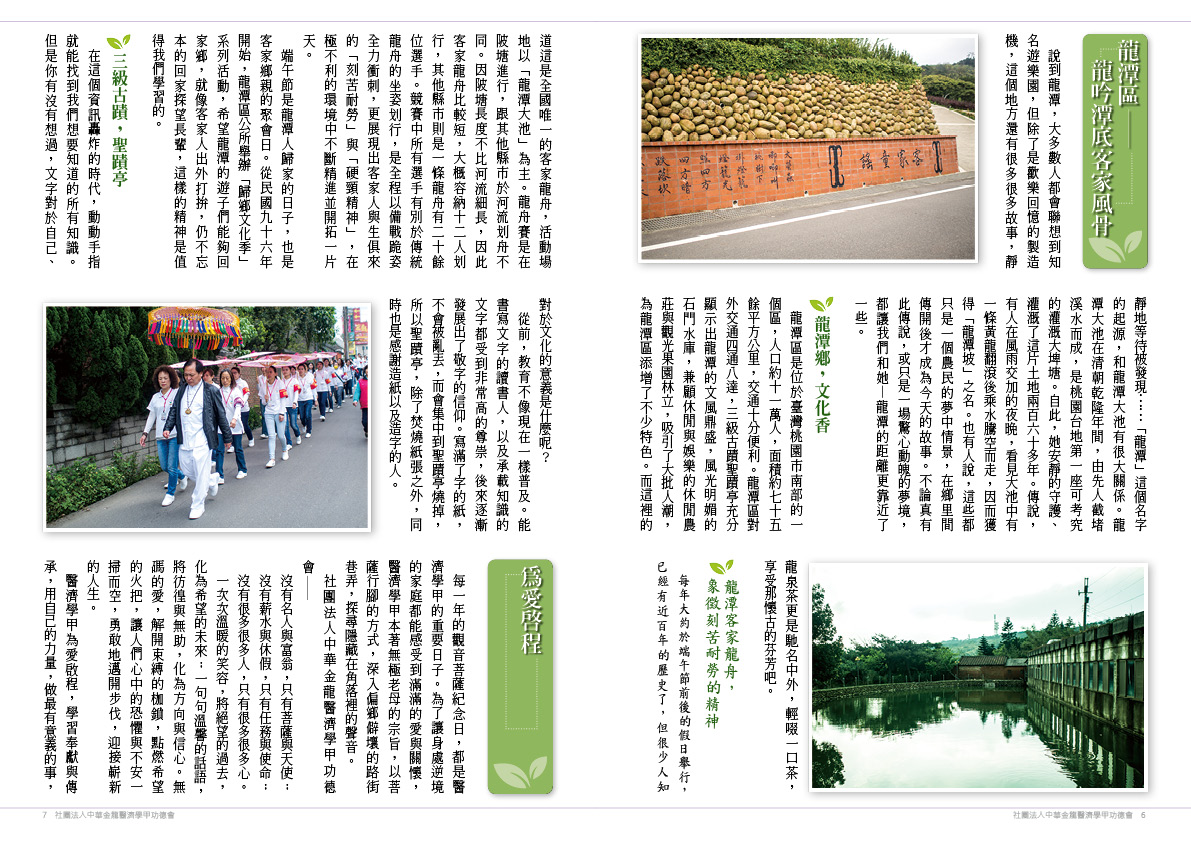 龍潭區——
龍吟潭底客家風骨
說到龍潭，大多數人都會聯想到知
名遊樂園，但除了是歡樂回憶的製造
機，這個地方還有很多很多故事，靜
客家童謠
靜地等待被發現……「龍潭」這個名字
的起源，和龍潭大池有很大關係。龍
潭大池在清朝乾隆年間，由先人截堵
溪水而成，是桃園台地第一座可考究
的灌溉大埤塘。自此，她安靜的守護、
灌溉了這片土地兩百六十多年。傳說，
有人在風雨交加的夜晚，看見大池中有
一條黃龍翻滾後乘水騰空而走，因而獲
得「龍潭坡」之名。也有人說，這些都
只是一個農民的夢中情景，在鄉里間
傳開後才成為今天的故事。不論真有
此傳說，或只是一場驚心動魄的夢境，
都讓我們和她—龍潭的距離更靠近了
一些。
龍潭鄉，文化香
龍潭區是位於臺灣桃園市南部的一
個區，人口約十一萬人，面積約七十五
餘平方公里，交通十分便利。龍潭區對
外交通四通八達，三級古蹟聖蹟亭充分
顯示出龍潭的文風鼎盛，風光明媚的
石門水庫，兼顧休閒與娛樂的休閒農
莊與觀光果園林立，吸引了大批人潮，
為龍潭區添增了不少特色。而這裡的
龍泉茶更是馳名中外，輕啜一口茶，
享受那懷古的芬芳吧。
龍潭客家龍舟，
象徵刻苦耐勞的精神
每年大約於端午節前後的假日舉行，
已經有近百年的歷史了，但很少人知
社團法人中華金龍醫濟學甲功德會　6
道這是全國唯一的客家龍舟，活動場
地以「龍潭大池」為主。龍舟賽是在
陂塘進行，跟其他縣市於河流划舟不
同。因陂塘長度不比河流細長，因此
客家龍舟比較短，大概容納十二人划
行，其他縣市則是一條龍舟有二十餘
位選手。競賽中所有選手有別於傳統
龍舟的坐姿划行，是全程以備戰跪姿
全力衝刺，更展現出客家人與生俱來
的「刻苦耐勞」與「硬頸精神」，在
極不利的環境中不斷精進並開拓一片
天。
端午節是龍潭人歸家的日子，也是
客家鄉親的聚會日。從民國九十六年
開始，龍潭區公所舉辦「歸鄉文化季」
系列活動，希望龍潭的遊子們能夠回
家鄉，就像客家人出外打拚，仍不忘
本的回家探望長輩，這樣的精神是值
得我們學習的。
三級古蹟，聖蹟亭
在這個資訊轟炸的時代，動動手指
就能找到我們想要知道的所有知識。
但是你有沒有想過，文字對於自己、
對於文化的意義是什麼呢？
從前，教育不像現在一樣普及。能
書寫文字的讀書人，以及承載知識的
文字都受到非常高的尊崇，後來逐漸
發展出了敬字的信仰。寫滿了字的紙，
不會被亂丟，而會集中到聖蹟亭燒掉，
所以聖蹟亭，除了焚燒紙張之外，同
時也是感謝造紙以及造字的人。
為愛啓程
每一年的觀音菩薩紀念日，都是醫
濟學甲的重要日子。為了讓身處逆境
的家庭都能感受到滿滿的愛與關懷，
醫濟學甲本著無極老母的宗旨，以菩
薩行腳的方式，深入偏鄉僻壤的路街
巷弄，探尋隱藏在角落裡的聲音。
社團法人中華金龍醫濟學甲功德
會——
沒有名人與富翁，只有菩薩與天使；
沒有薪水與休假，只有任務與使命；
沒有很多很多人，只有很多很多心。
一次次溫暖的笑容，將絕望的過去，
化為希望的未來；一句句溫馨的話語，
將彷徨與無助，化為方向與信心。無
馮的愛，解開束縛的枷鎖，點燃希望
的火把，讓人們心中的恐懼與不安一
掃而空，勇敢地邁開步伐，迎接嶄新
的人生。
醫濟學甲為愛啟程，學習奉獻與傳
承，用自己的力量，做最有意義的事，
7　社團法人中華金龍醫濟學甲功德會